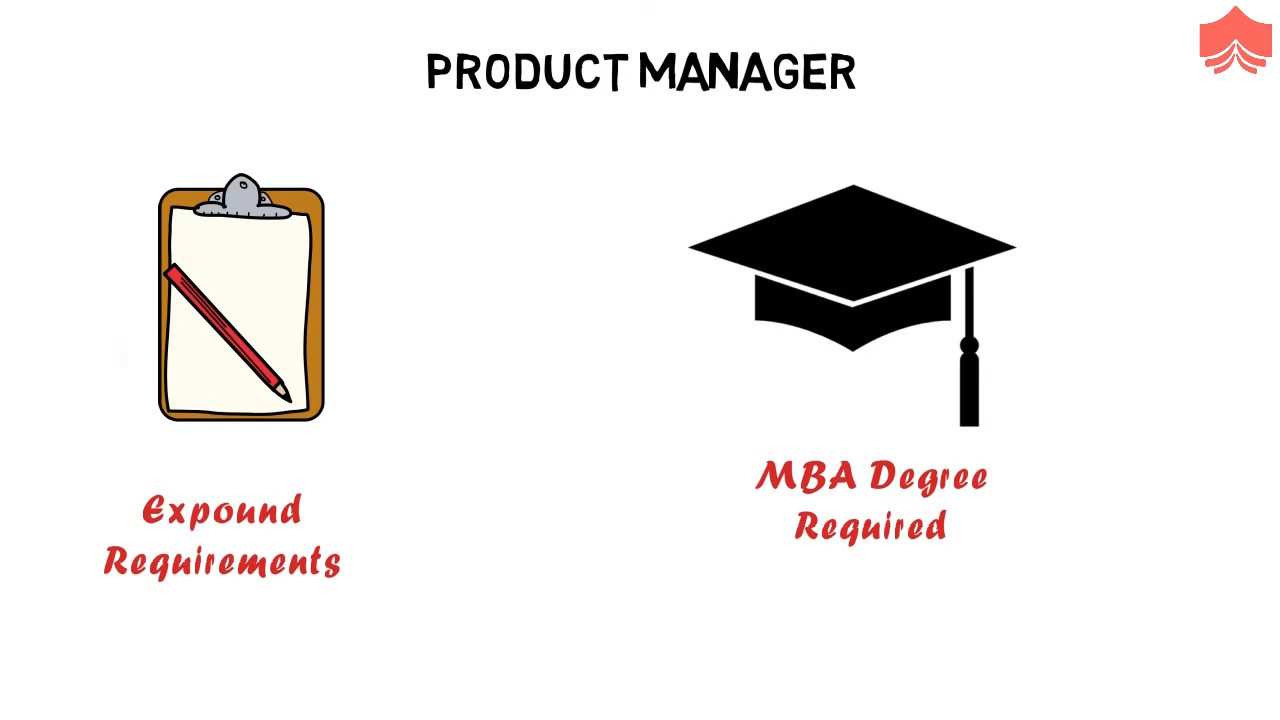 PRODUCT MANAGER
Expound
Requirements
MBA Degree
Required